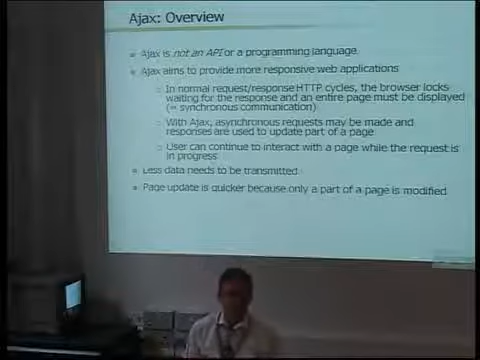 Ajax: Overview
Ajax is not an API or a programming language
Ajax aims to provide more responsive web applications
In normal request/response HTTP cycles, the browser locks
waiting for the response and an entire page must be displayed
(= synchronous communication)
With Ajax, asynchronous requests may be made and
responses are used to update part of a page
User can continue to interact with a page while the request is
in progress
Less data needs to be transmitted
Page update is quicker because only a part of a page is modified